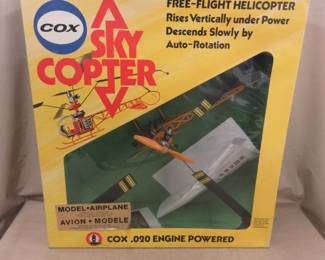 COX
SKY
COPTER
FREE-FLIGHT HELICOPTER
Rises Vertically under Power
Descends Slowly by
Auto-Rotation
MODEL•AIRPLANE
AVION•MODELE
COX .020 ENGINE POWERED